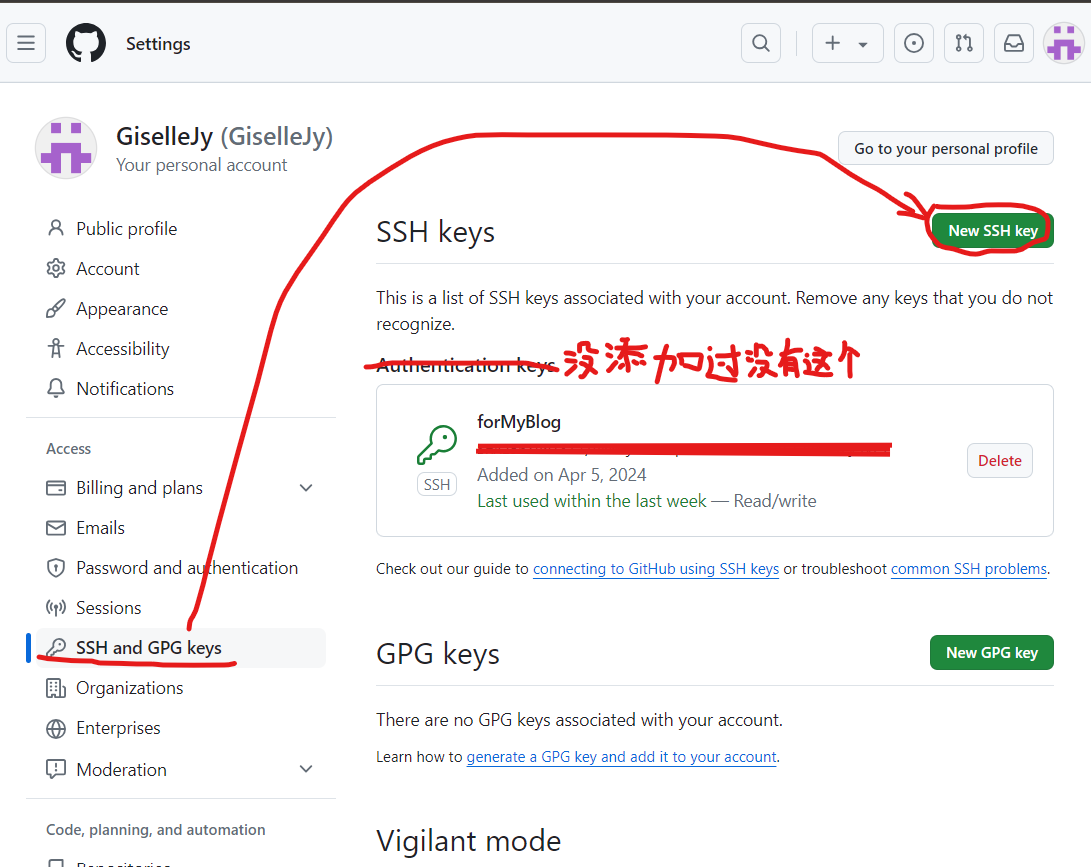 Settings
GiselleJy (GiselleJy)
Your personal account
Go to your personal profile
Public profile
Account
Appearance
Accessibility
Notifications
Access
Billing and plans
Emails
Password and authentication
Sessions
SSH and GPG keys
Organizations
Enterprises
Moderation
Code, planning, and automation
Repositories
SSH keys
New SSH key
This is a list of SSH keys associated with your account. Remove any keys that you do not
recognize.
Authentication keys 没添加过没有这个
forMyBlog
SSH
Added on Apr 5, 2024
Last used within the last week — Read/write
Delete
Check out our guide to connecting to GitHub using SSH keys or troubleshoot common SSH problems.
GPG keys
New GPG key
There are no GPG keys associated with your account.
Learn how to generate a GPG key and add it to your account.
Vigilant mode